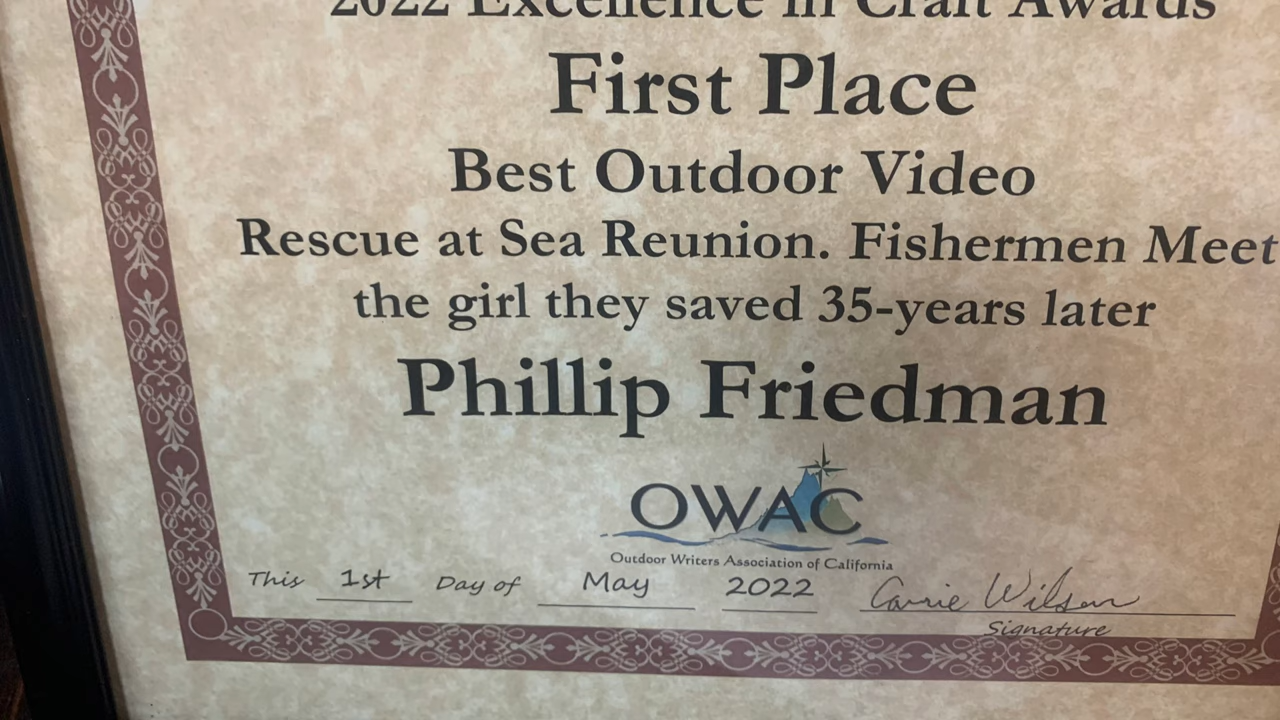 2022 Excellence in Craft Awards
First Place
Best Outdoor Video
Rescue at Sea Reunion. Fishermen Meet
the girl they saved 35-years later
Phillip Friedman
OWAC
Outdoor Writers Association of California
This 1st Day of May 2022 Carrie Wilson
Signature